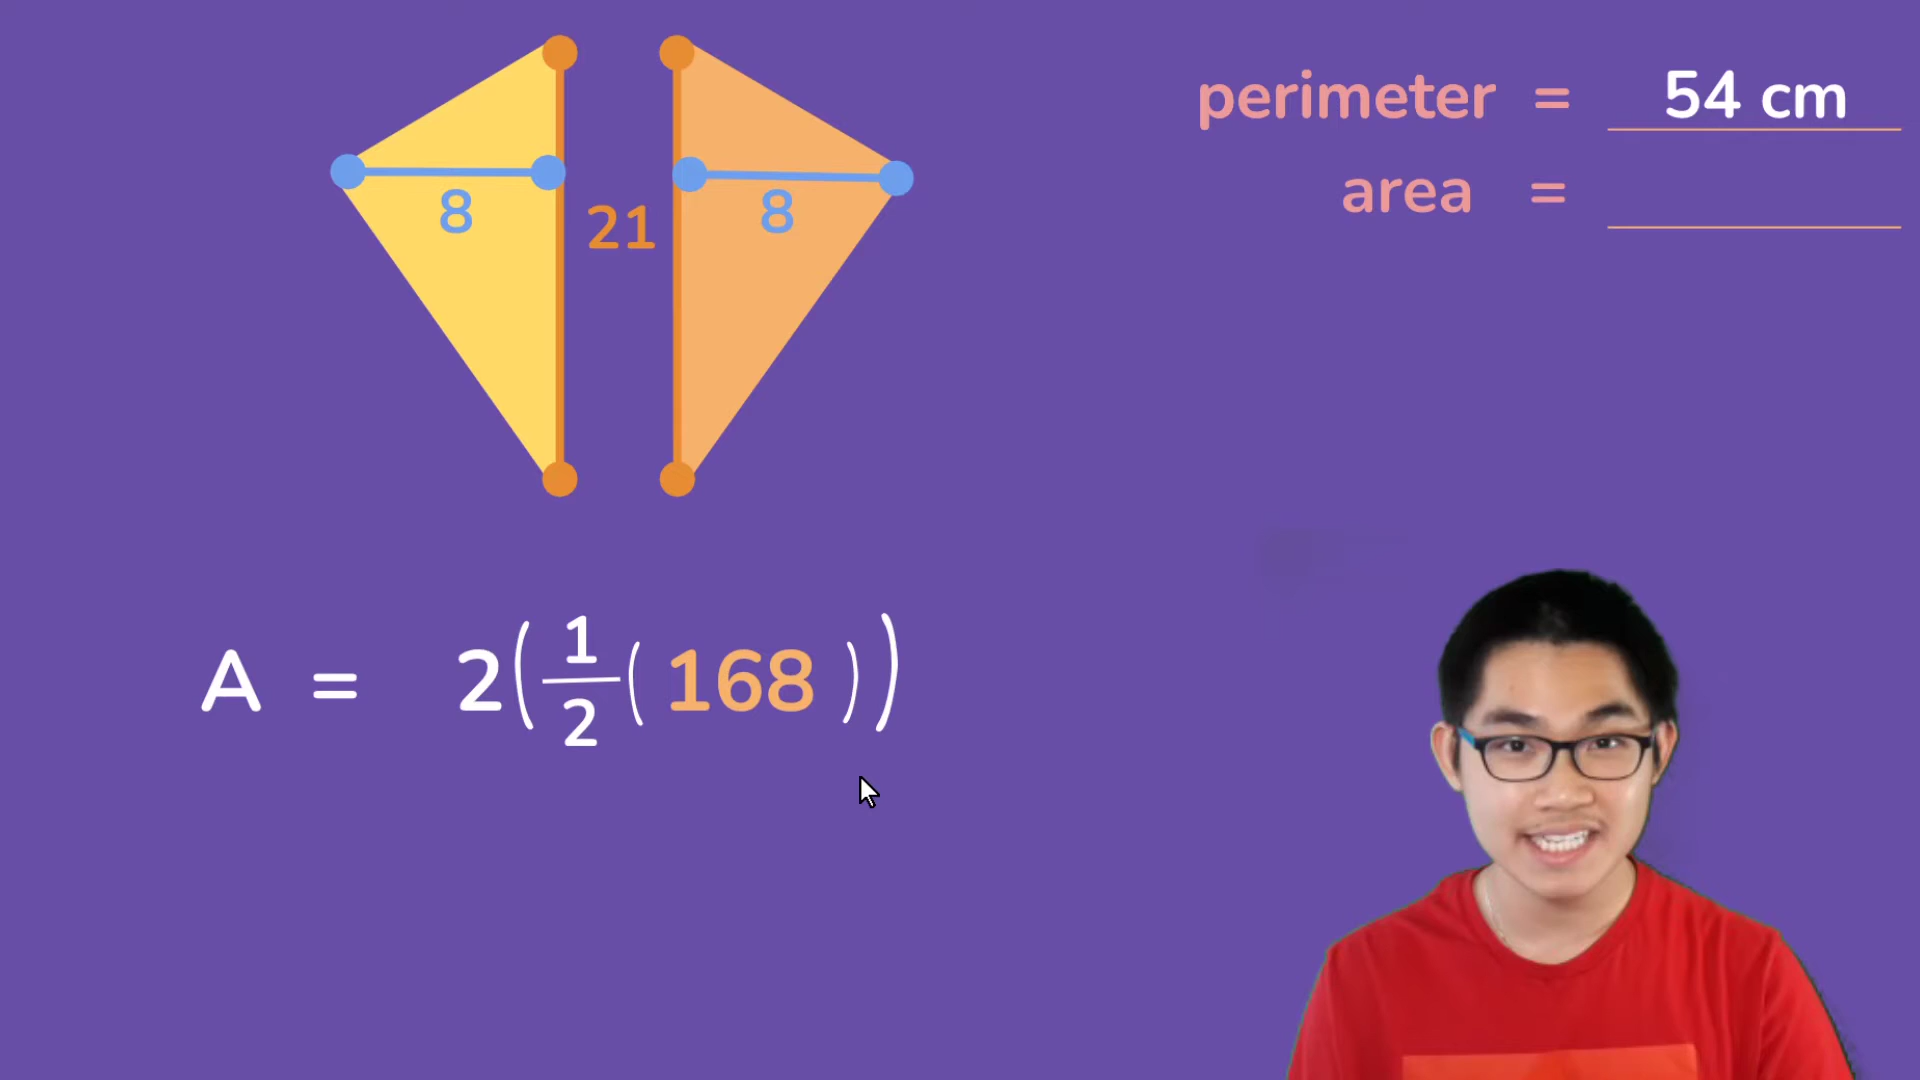 perimeter = 54 cm
area =
8 21 8
A = 2(1/2(168))